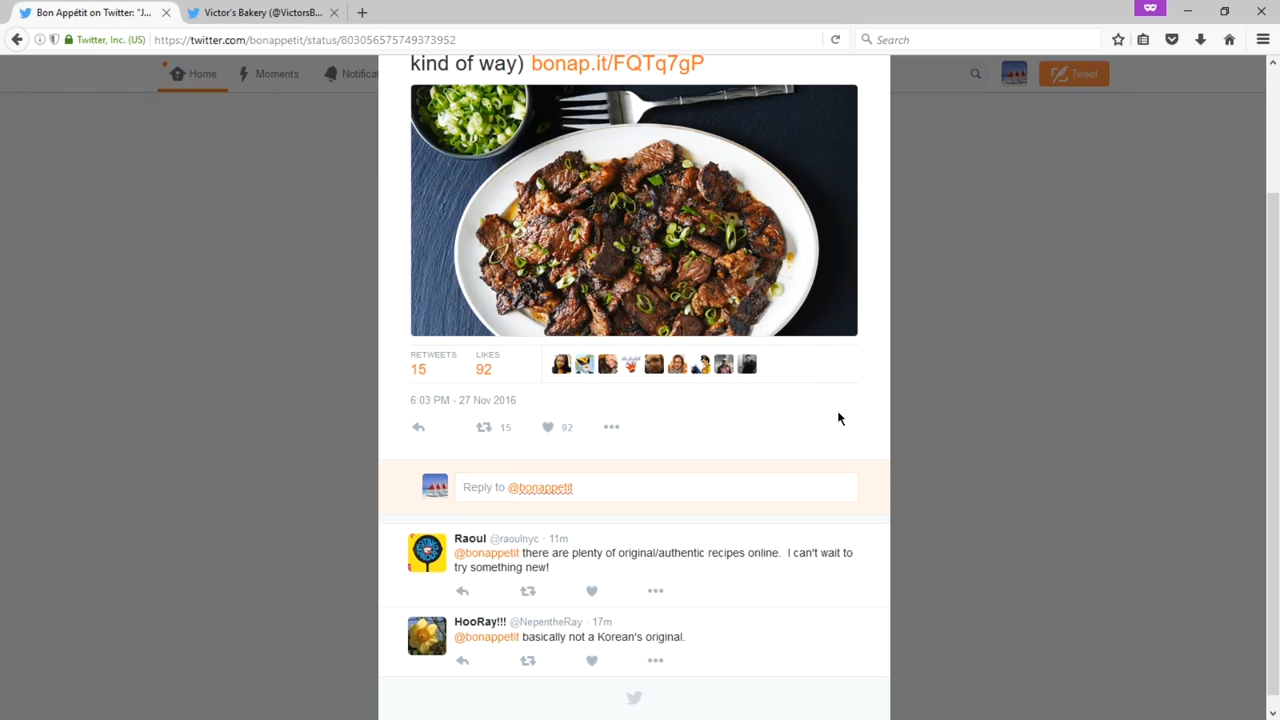 Bon Appétit on Twitter: "J...
Victor's Bakery (@VictorsB...
Twitter, Inc. (US)
https://twitter.com/bonappetit/status/803056575749373952
Search
Home
Moments
Notifica
Tweet
kind of way) bonap.it/FQTq7gP
RETWEETS
LIKES
15
92
6:03 PM - 27 Nov 2016
15
92
Reply to @bonappetit
Raoul @raoulnyc · 11m
@bonappetit there are plenty of original/authentic recipes online. I can't wait to
try something new!
HooRay!!! @NepentheRay · 17m
@bonappetit basically not a Korean's original.